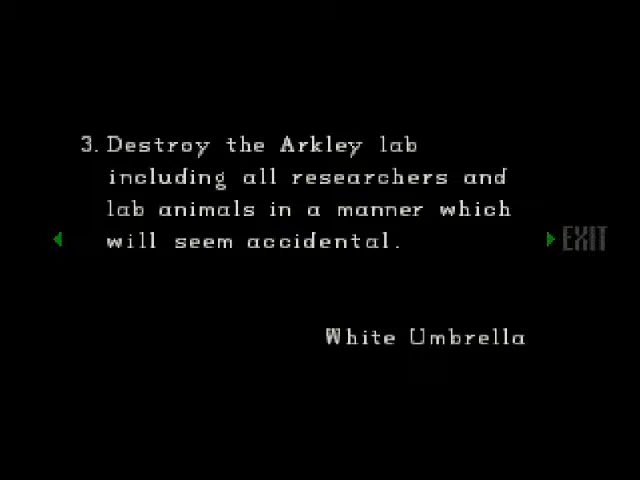 3. Destroy the Arkley lab
including all researchers and
lab animals in a manner which
will seem accidental.
EXIT
White Umbrella